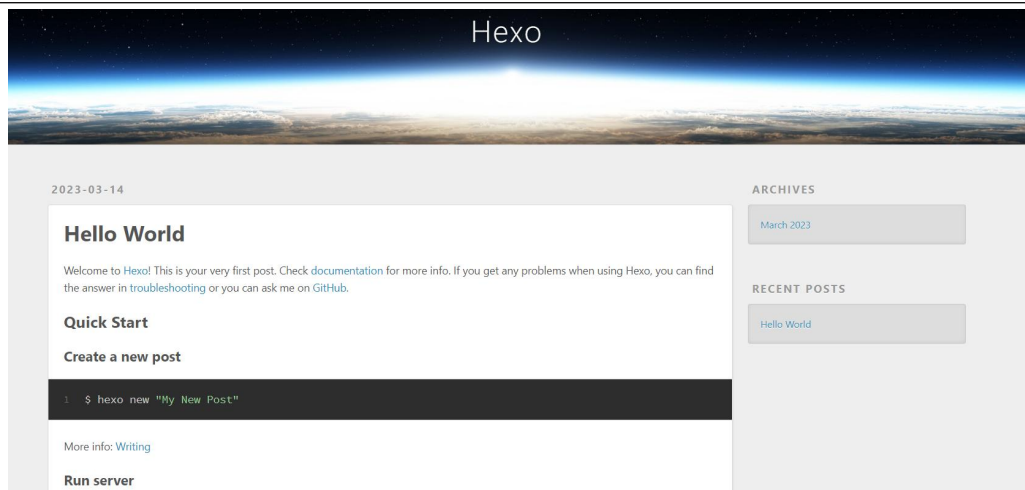 Hexo
2023-03-14
Hello World
Welcome to Hexo! This is your very first post. Check documentation for more info. If you get any problems when using Hexo, you can find
the answer in troubleshooting or you can ask me on GitHub.
Quick Start
Create a new post
1 $ hexo new "My New Post"
More info: Writing
Run server
ARCHIVES
March 2023
RECENT POSTS
Hello World